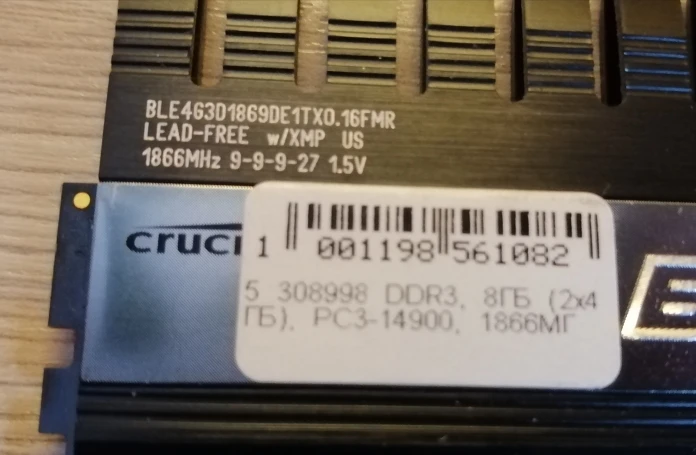 BLE4G3D1869DE1TX0.16FMR
LEAD-FREE w/XMP US
1866MHz 9-9-9-27 1.5V
cruci
1 001198 561082
5 308998 DDR3, 8ГБ (2x4
ГБ), PC3-14900, 1866МГ